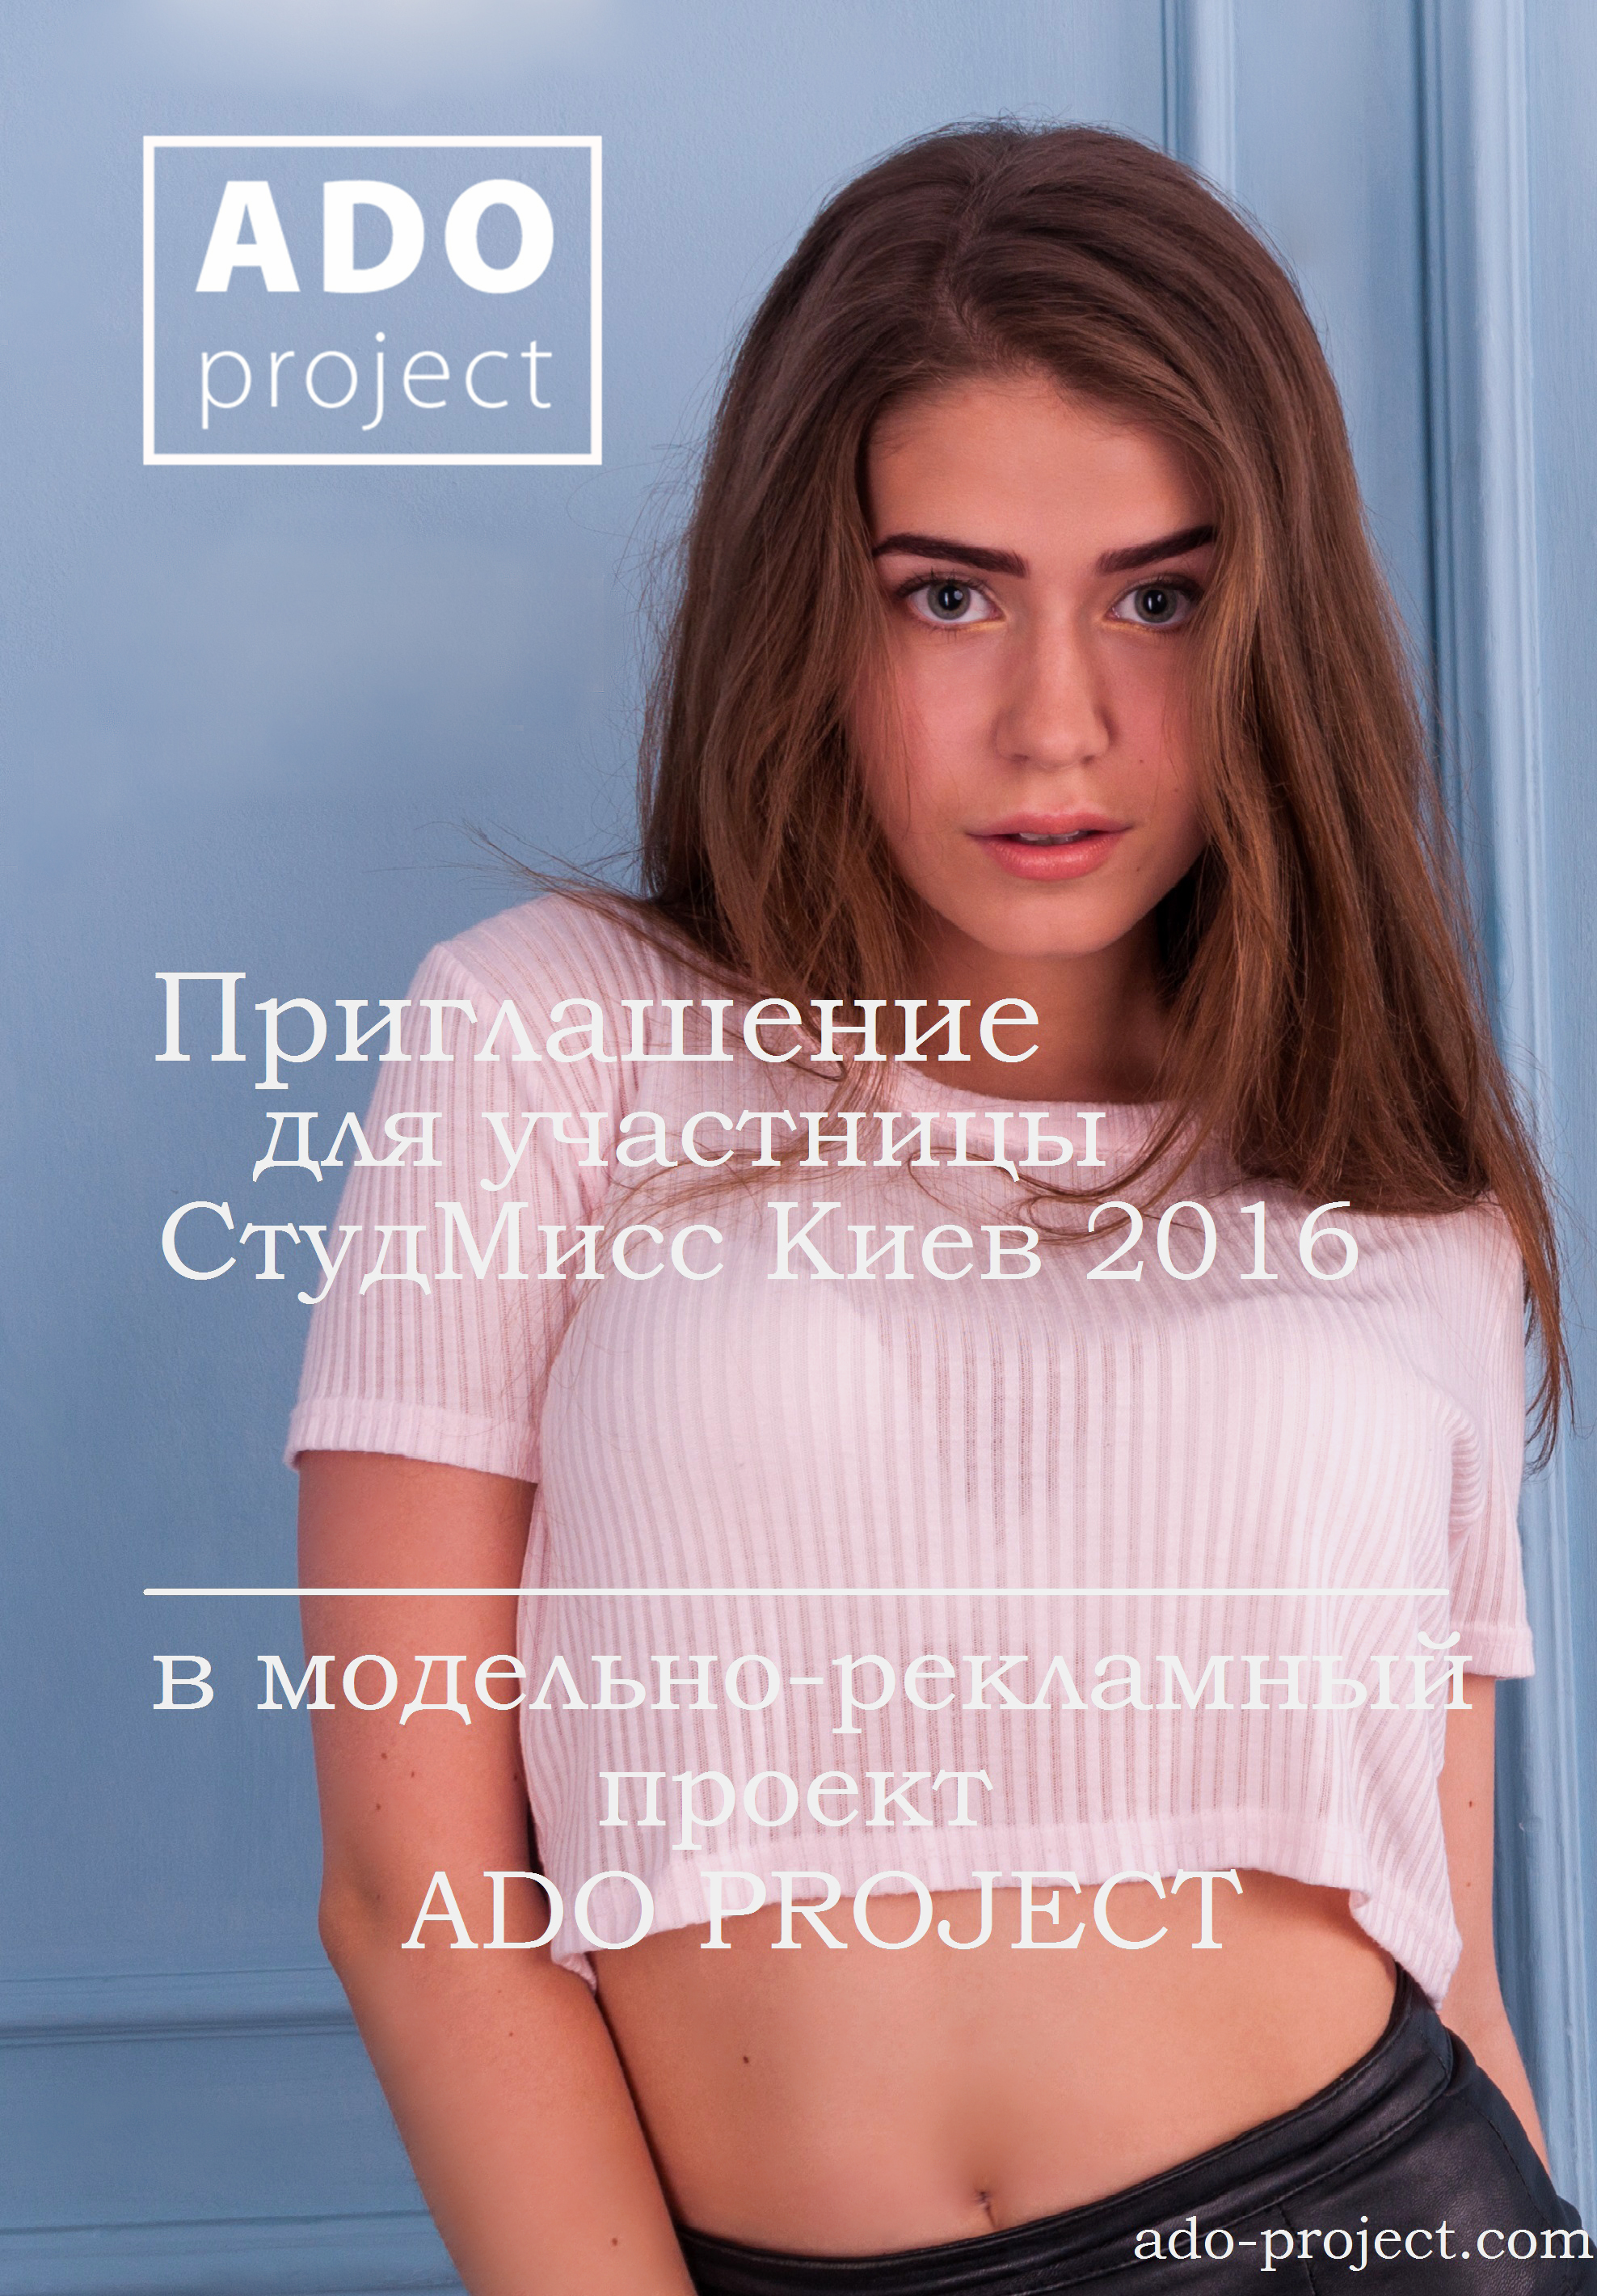 ADO
project
Приглашение
для участницы
СтудМисс Киев 2016
в модельно-рекламный
проект
ADO PROJECT
ado-project.com